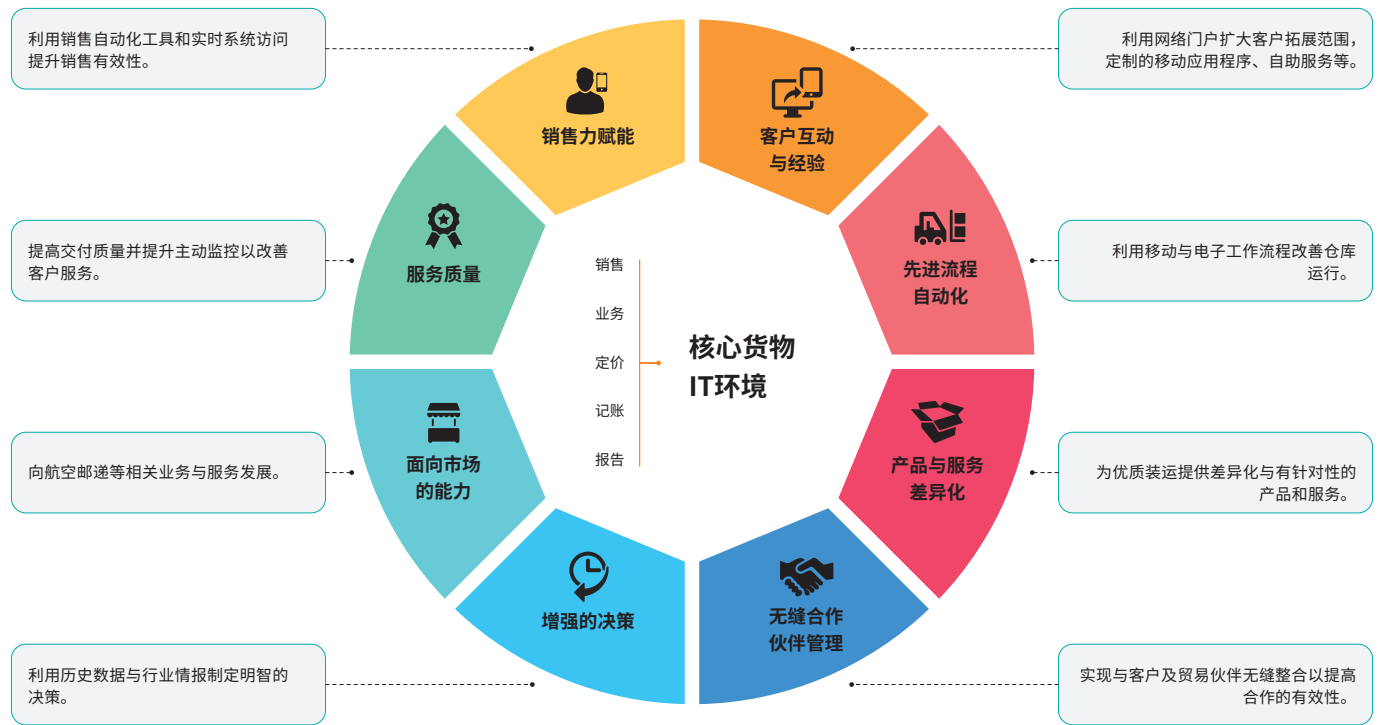 利用销售自动化工具和实时系统访问
提升销售有效性。
利用网络门户扩大客户拓展范围，
定制的移动应用程序、自助服务等。
销售力赋能
客户互动
与经验
提高交付质量并提升主动监控以改善
客户服务。
服务质量
先进流程
自动化
利用移动与电子工作流程改善仓库
运行。
销售
业务
定价
记账
报告
核心货物
IT环境
向航空邮递等相关业务与服务发展。
面向市场
的能力
产品与服务
差异化
为优质装运提供差异化与有针对性的
产品和服务。
增强的决策
无缝合作
伙伴管理
利用历史数据与行业情报制定明智的
决策。
实现与客户及贸易伙伴无缝整合以提高
合作的有效性。